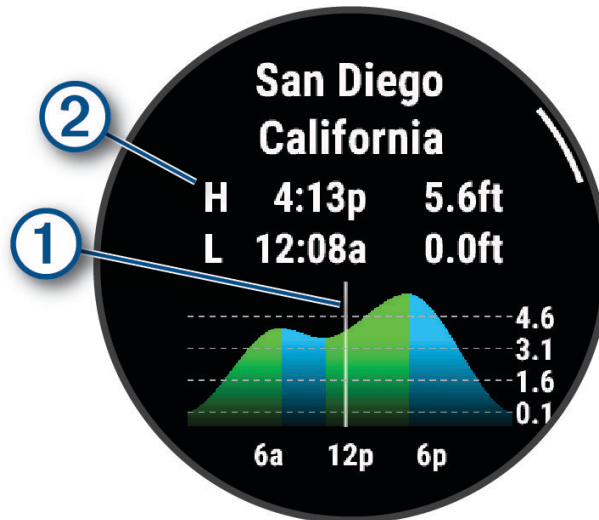 San Diego
California
② H 4:13p 5.6ft
① L 12:08a 0.0ft
4.6
3.1
1.6
0.1
6a 12p 6p